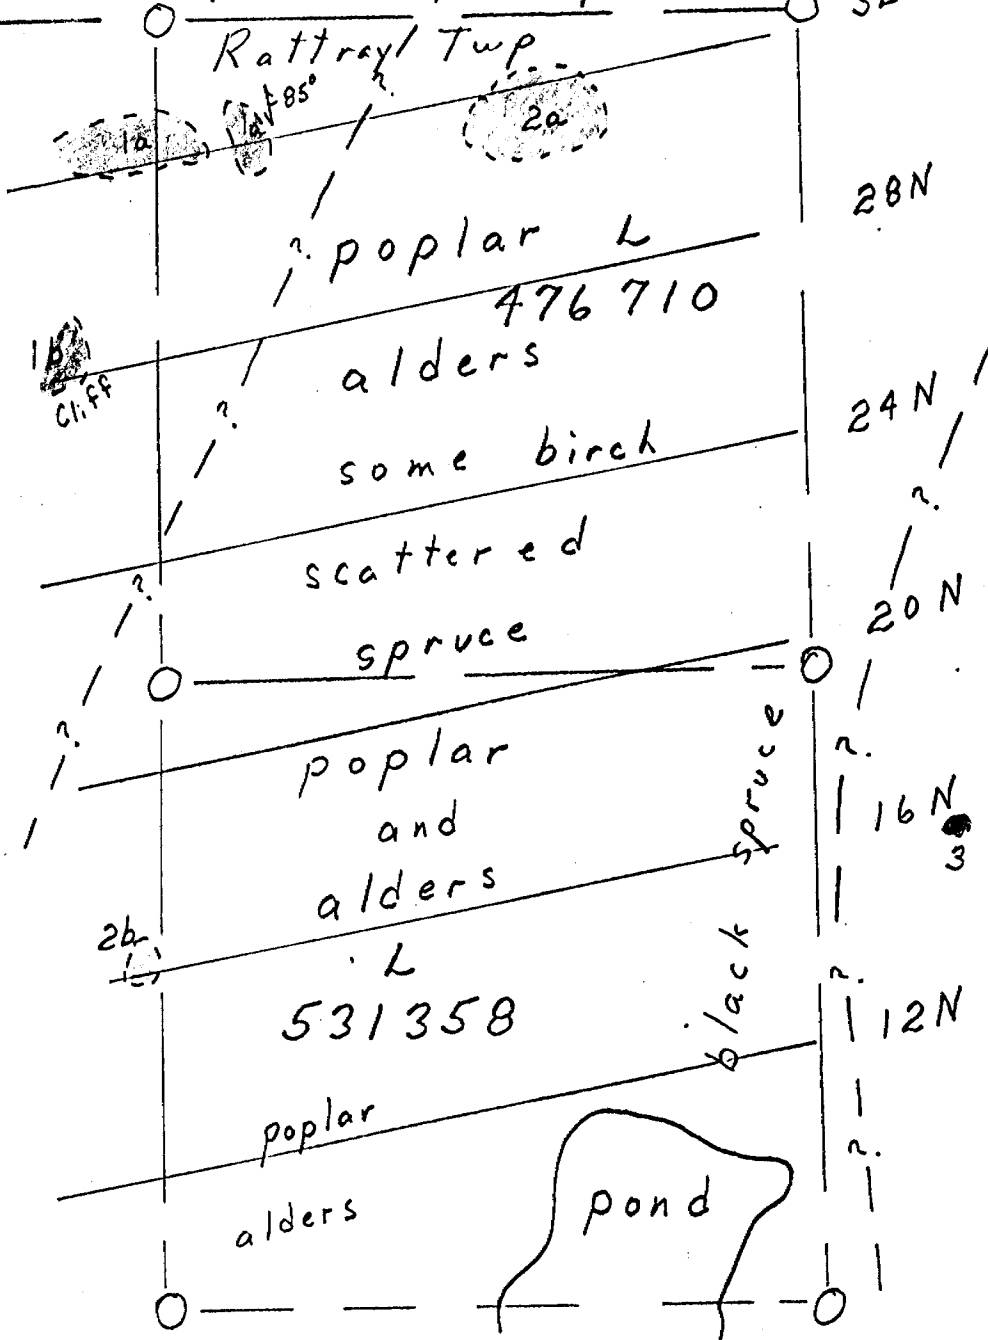 Rattray Twp
85°
1a
1a
2a
28N
poplar L
476 710
1b
cliff
alders
24N
some birch
scattered
20N
spruce
poplar
spruce
16N
3
and
alders
2b
L
black
531358
12N
poplar
pond
alders